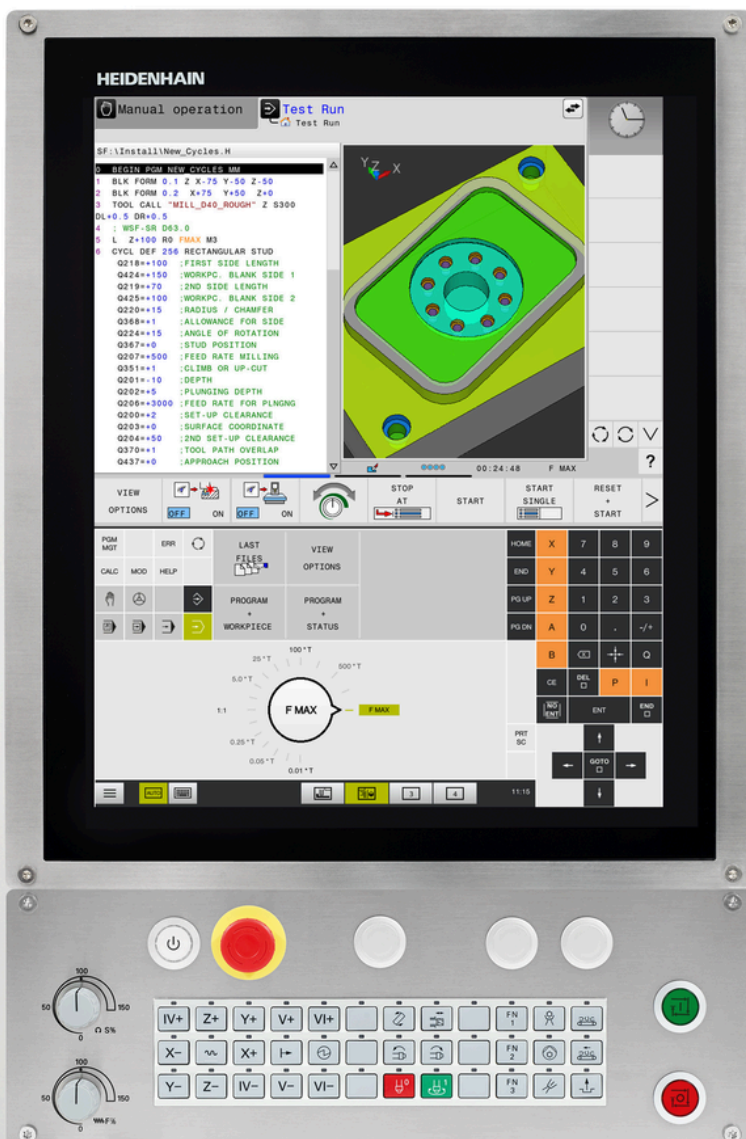 HEIDENHAIN
Manual operation
Test Run
Test Run
SF:\Install\New_Cycles.H
0 BEGIN PGM NEW_CYCLES MM
1 BLK FORM 0.1 Z X-75 Y-50 Z-50
2 BLK FORM 0.2 X+75 Y+50 Z+0
3 TOOL CALL "MILL_D40_ROUGH" Z S300
DL+0.5 DR+0.5
4 ; WSF-SR D63.0
5 L Z+100 R0 FMAX M3
6 CYCL DEF 256 RECTANGULAR STUD
Q218=+100 ;FIRST SIDE LENGTH
Q424=+150 ;WORKPC. BLANK SIDE 1
Q219=+70 ;2ND SIDE LENGTH
Q425=+100 ;WORKPC. BLANK SIDE 2
Q220=+15 ;RADIUS / CHAMFER
Q368=+1 ;ALLOWANCE FOR SIDE
Q224=+15 ;ANGLE OF ROTATION
Q367=+0 ;STUD POSITION
Q207=+500 ;FEED RATE MILLING
Q351=+1 ;CLIMB OR UP-CUT
Q201=-10 ;DEPTH
Q202=+5 ;PLUNGING DEPTH
Q206=+3000 ;FEED RATE FOR PLNGNG
Q200=+2 ;SET-UP CLEARANCE
Q203=+0 ;SURFACE COORDINATE
Q204=+50 ;2ND SET-UP CLEARANCE
Q370=+1 ;TOOL PATH OVERLAP
Q437=+0 ;APPROACH POSITION
Y Z X
00:24:48 F MAX
?
VIEW
OPTIONS
OFF ON
OFF ON
STOP
AT
START
START
SINGLE
RESET
+
START
PGM
MGT
ERR
CALC MOD HELP
LAST
FILES
VIEW
OPTIONS
PROGRAM
+
WORKPIECE
PROGRAM
+
STATUS
HOME X 7 8 9
END Y 4 5 6
PG UP Z 1 2 3
PG DN A 0 . -/+
B Q
CE DEL P I
NO
ENT
ENT
END
PRT
SC
GOTO
100*T
25*T
500*T
5.0*T
1:1
F MAX
F MAX
0.25*T
0.05*T
0.01*T
AUTO
3
4
11:15
100
50 150
0
S%
100
50 150
0
F%
IV+ Z+ Y+ V+ VI+ FN 1
X- X+ FN 2
Y- Z- IV- V- VI- 0 1 FN 3